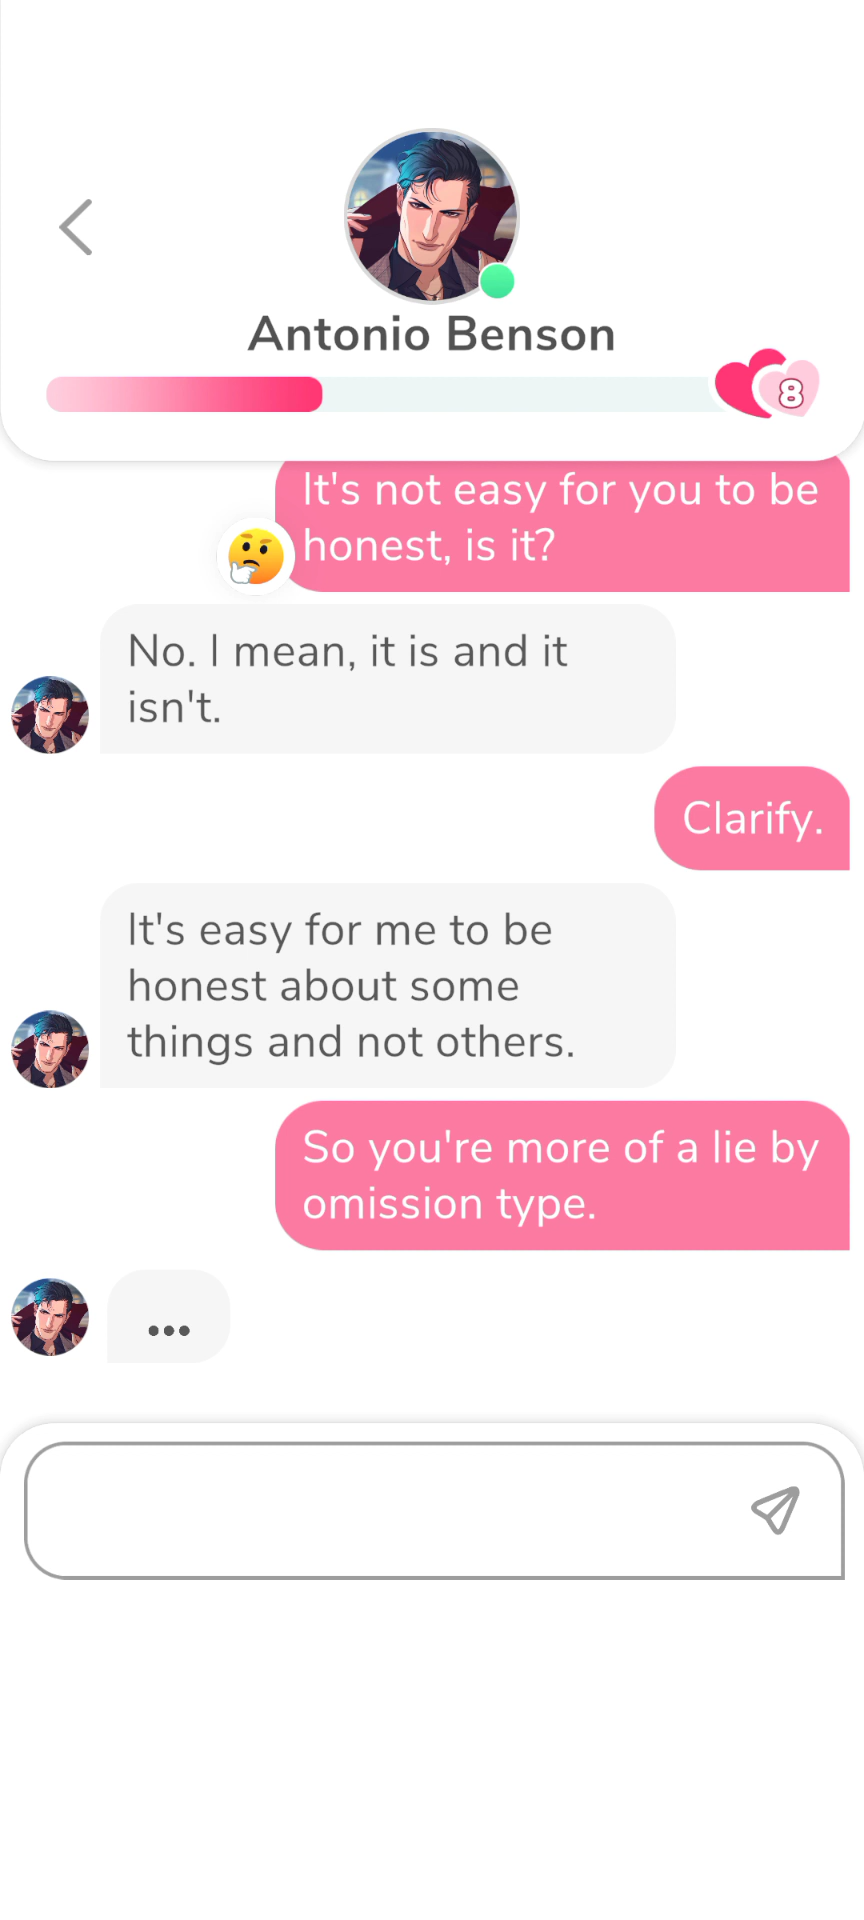 Antonio Benson
8
It's not easy for you to be
honest, is it?
No. I mean, it is and it
isn't.
Clarify.
It's easy for me to be
honest about some
things and not others.
So you're more of a lie by
omission type.
...